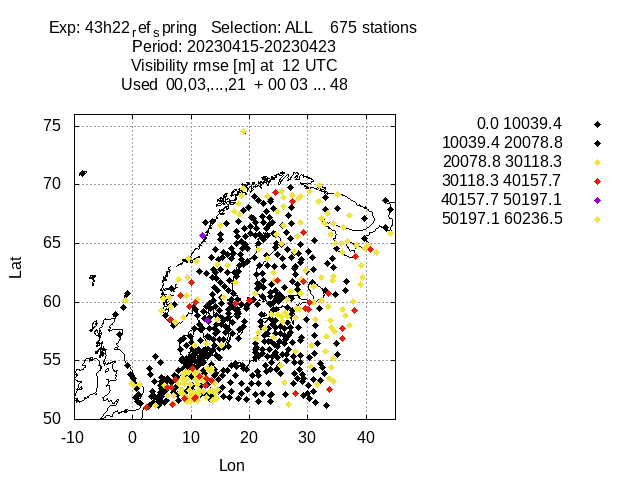 Exp: 43h22refspring   Selection: ALL    675 stations
Period: 20230415-20230423
Visibility rmse [m] at  12 UTC
Used  00,03,...,21  + 00 03 ... 48
0.0 10039.4
10039.4 20078.8
20078.8 30118.3
30118.3 40157.7
40157.7 50197.1
50197.1 60236.5
75
70
65
60
55
50
Lat
-10 0 10 20 30 40
Lon